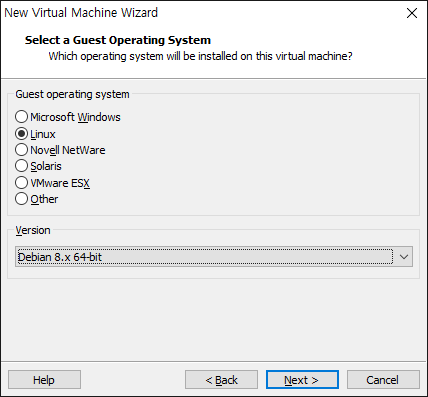 New Virtual Machine Wizard
Select a Guest Operating System
Which operating system will be installed on this virtual machine?
Guest operating system
Microsoft Windows
Linux
Novell NetWare
Solaris
VMware ESX
Other
Version
Debian 8.x 64-bit
Help
< Back
Next >
Cancel